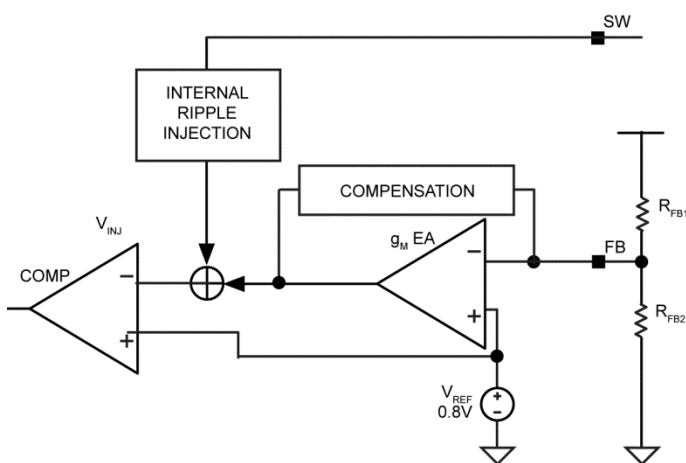 SW
INTERNAL
RIPPLE
INJECTION
COMPENSATION
R_FB1
V_INJ
g_M EA
FB
COMP
−
−
+
+
R_FB2
V_REF
0.8V
+
−